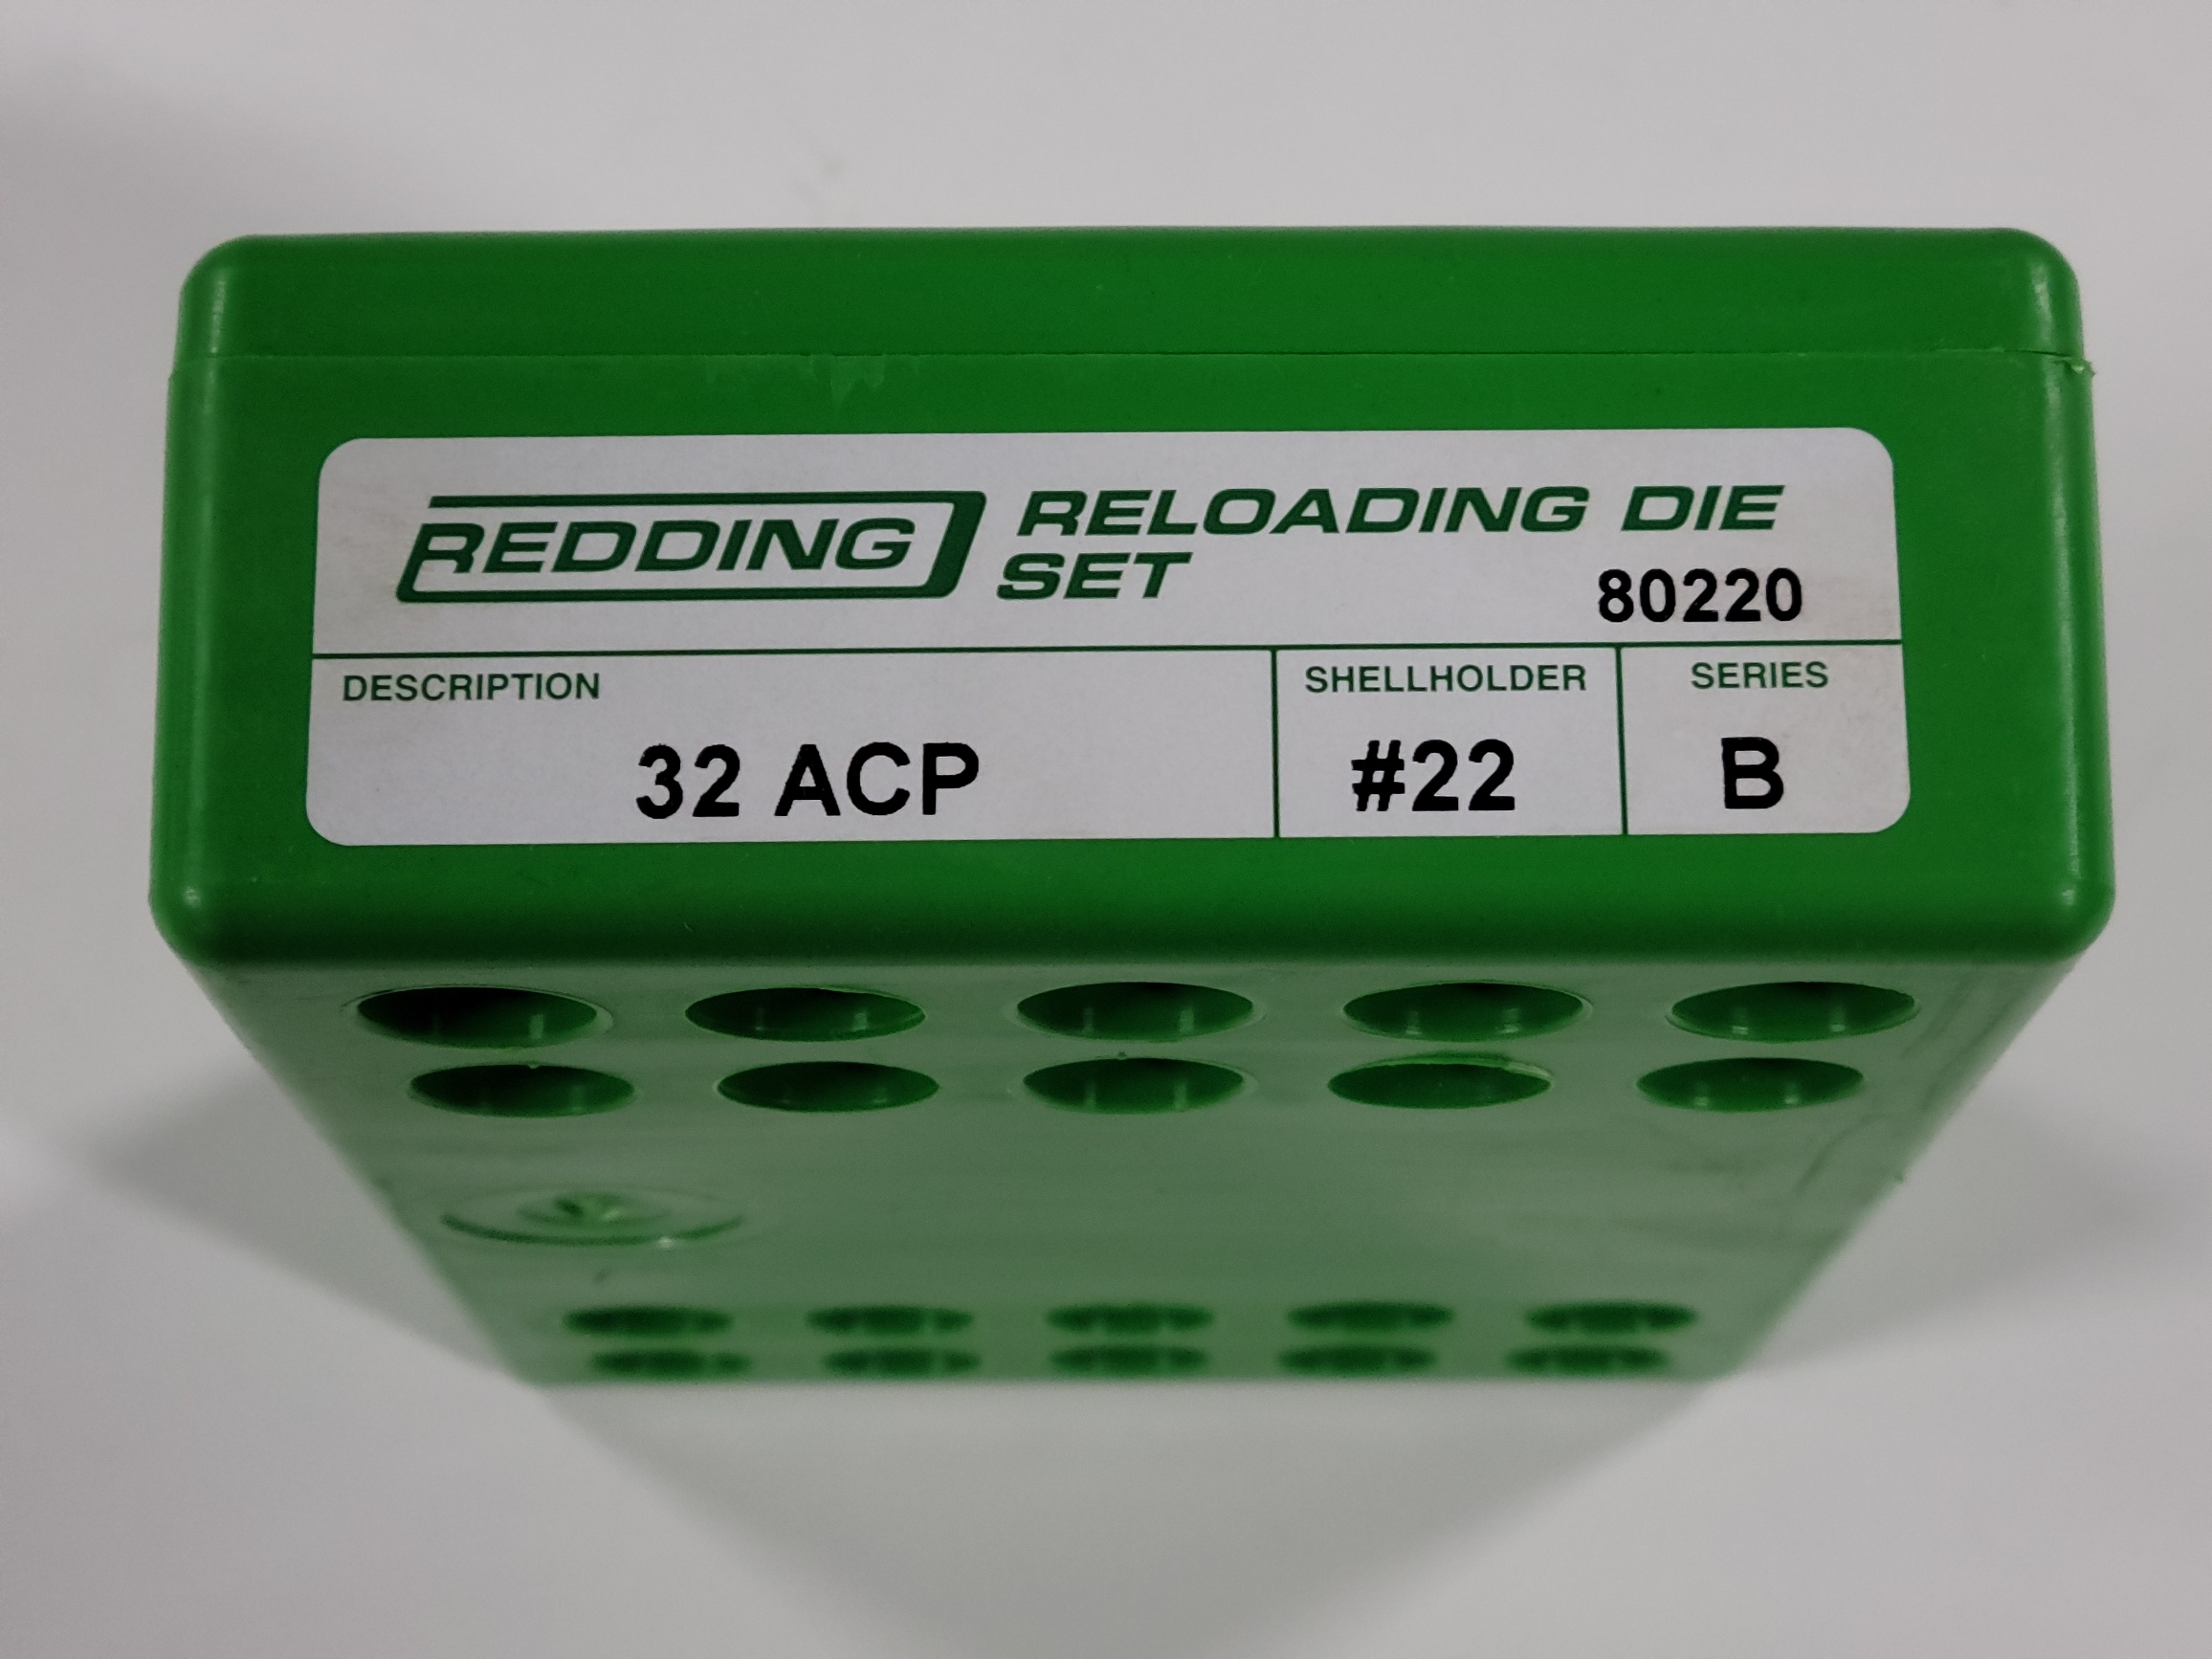 REDDING RELOADING DIE
SET
80220
DESCRIPTION SHELLHOLDER SERIES
32 ACP #22 B